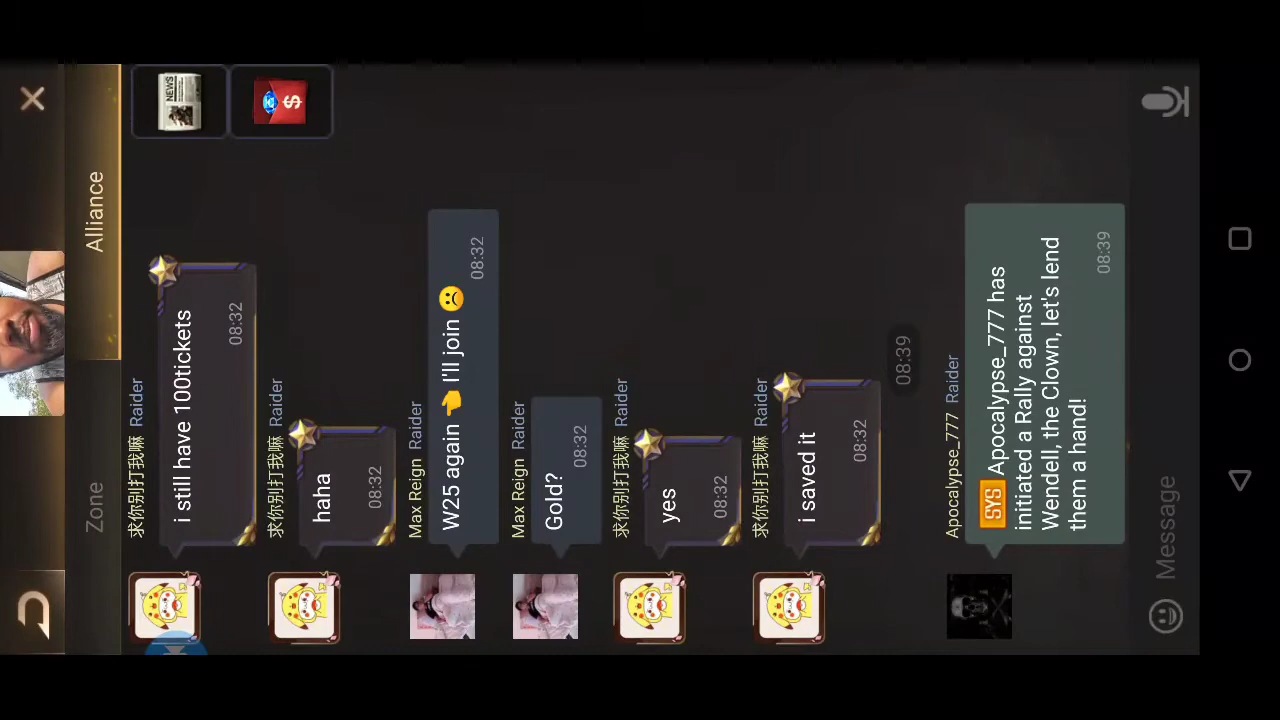 Zone
Alliance
NEWS
$
求你别打我嘛 Raider
i still have 100tickets
08:32
求你别打我嘛 Raider
haha
08:32
Max Reign Raider
W25 again 👈 I'll join ☹️
08:32
Max Reign Raider
Gold?
08:32
求你别打我嘛 Raider
yes
08:32
求你别打我嘛 Raider
i saved it
08:32
08:39
Apocalypse_777 Raider
SYS Apocalypse_777 has
initiated a Rally against
Wendell, the Clown, let's lend
them a hand!
08:39
Message